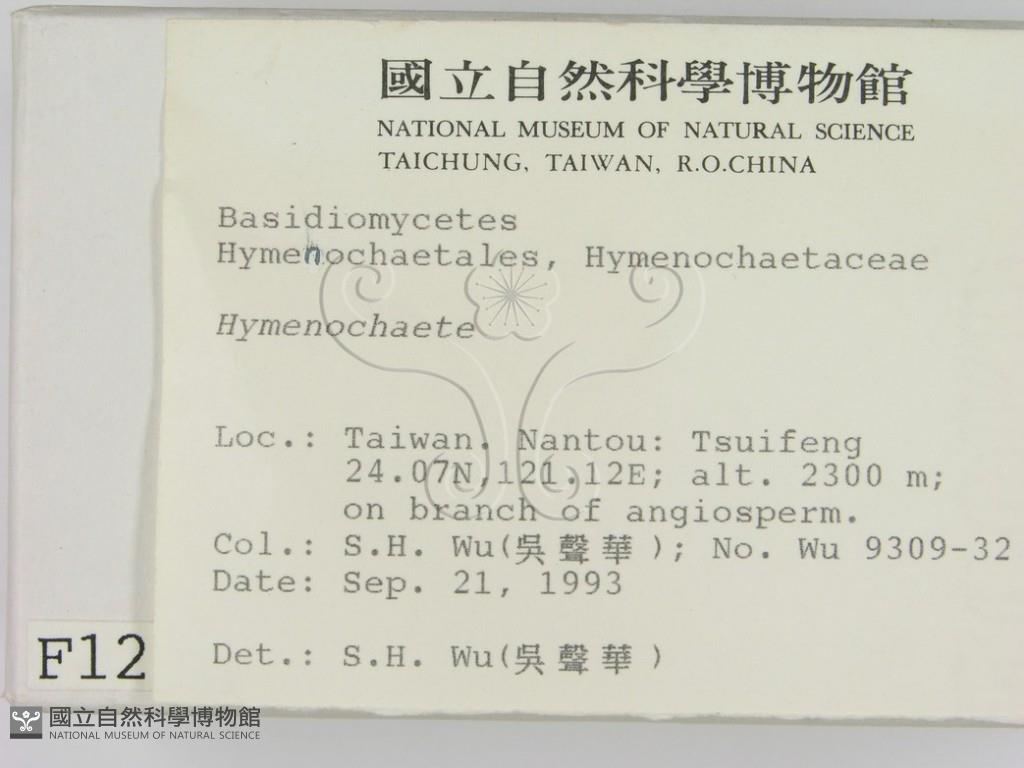 國立自然科學博物館
NATIONAL MUSEUM OF NATURAL SCIENCE
TAICHUNG, TAIWAN, R.O.CHINA
Basidiomycetes
Hymenochaetales, Hymenochaetaceae
Hymenochaete
Loc.: Taiwan. Nantou: Tsuifeng
24.07N,121.12E; alt. 2300 m;
on branch of angiosperm.
Col.: S.H. Wu(吳聲華); No. Wu 9309-32
Date: Sep. 21, 1993
Det.: S.H. Wu(吳聲華)
F12
國立自然科學博物館
NATIONAL MUSEUM OF NATURAL SCIENCE